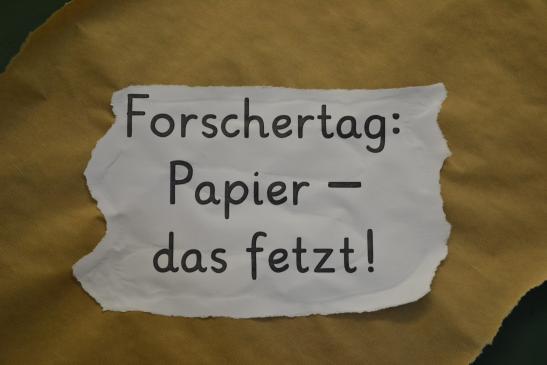 Forschertag:
Papier –
das fetzt!